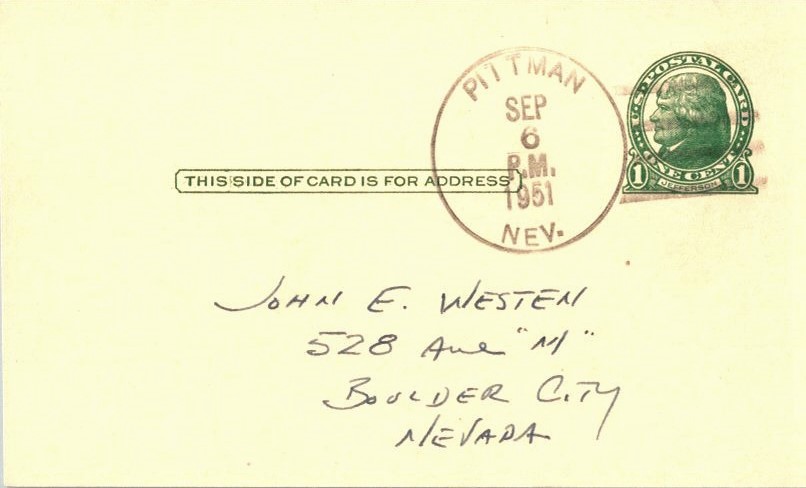 PITTMAN
SEP
6
P.M.
1951
NEV.
U.S. POSTAL CARD
ONE CENT
1 JEFFERSON 1
THIS SIDE OF CARD IS FOR ADDRESS
JOHN E. WESTEN
528 Ave "M"
BOULDER CITY
NEVADA